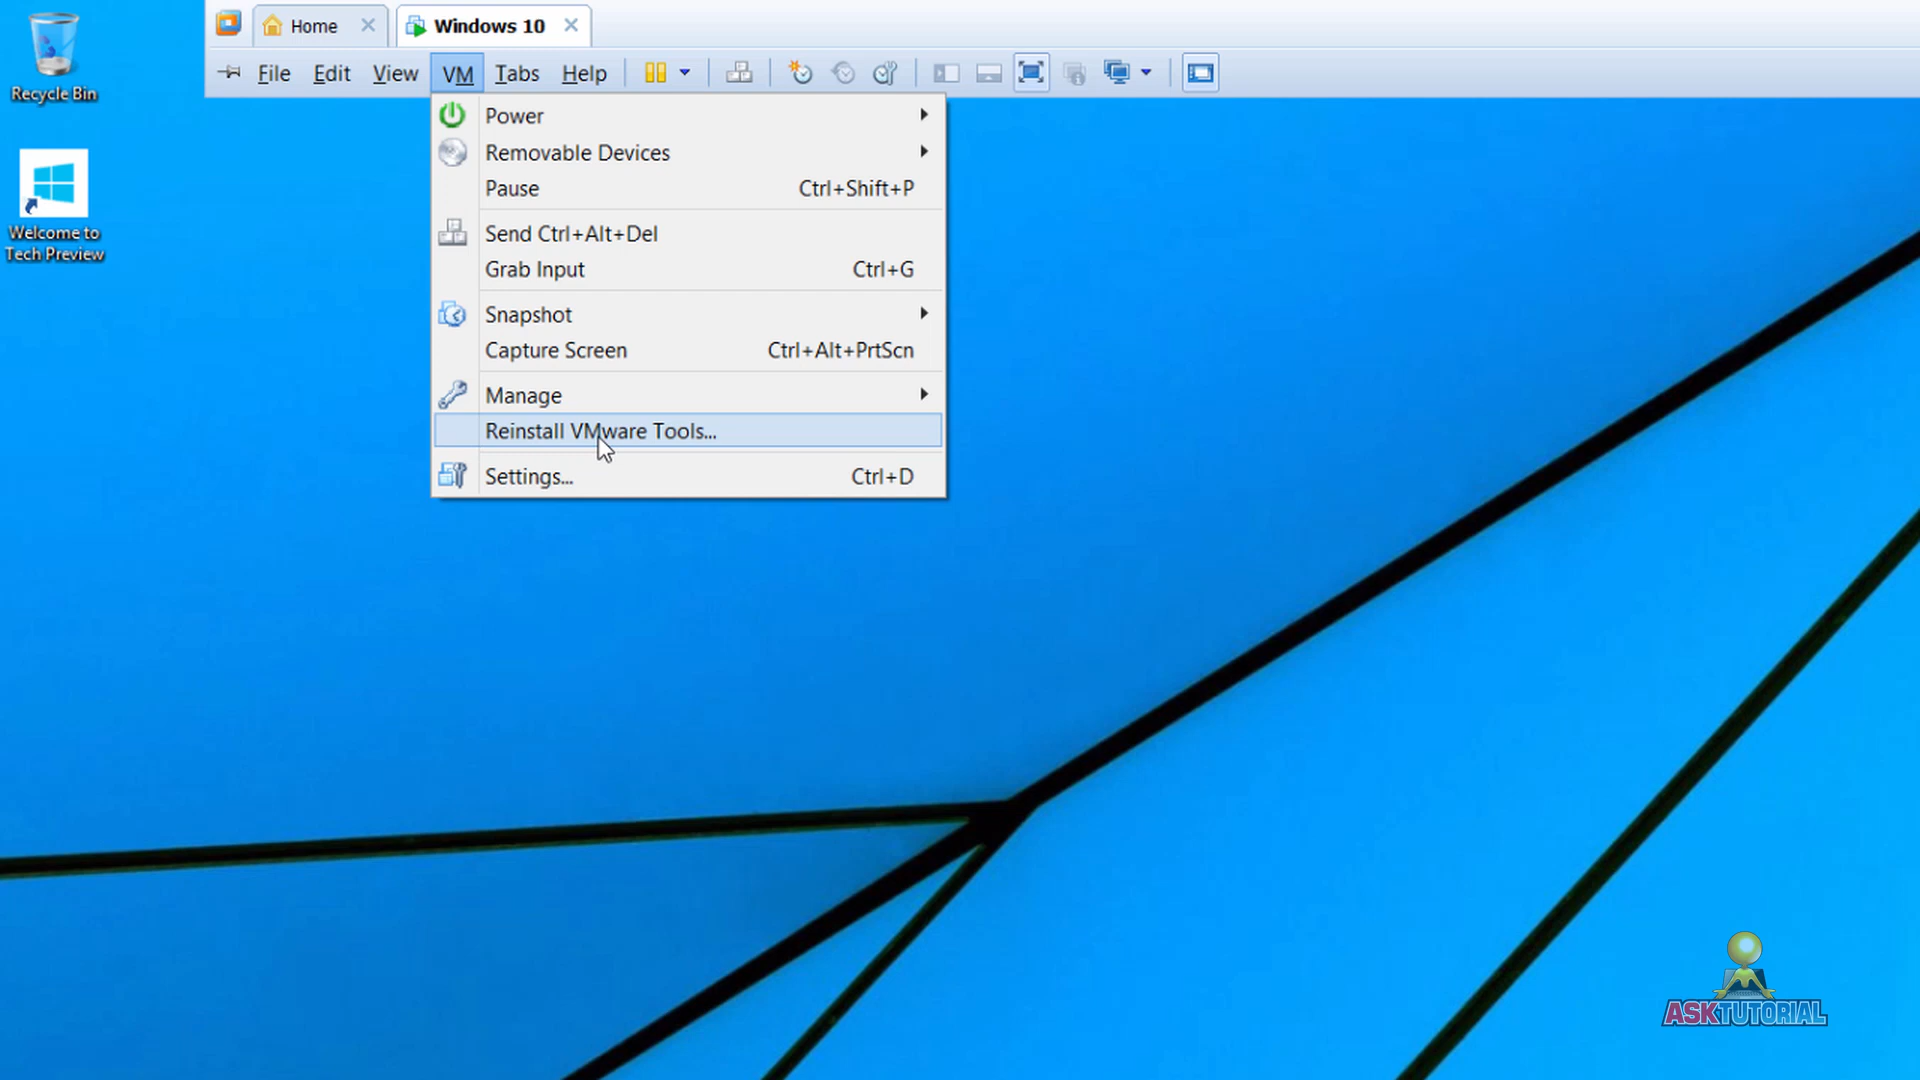 Home
Windows 10
File Edit View VM Tabs Help
Recycle Bin
Welcome to
Tech Preview
Power
Removable Devices
Pause Ctrl+Shift+P
Send Ctrl+Alt+Del
Grab Input Ctrl+G
Snapshot
Capture Screen Ctrl+Alt+PrtScn
Manage
Reinstall VMware Tools...
Settings... Ctrl+D
ASKTUTORIAL